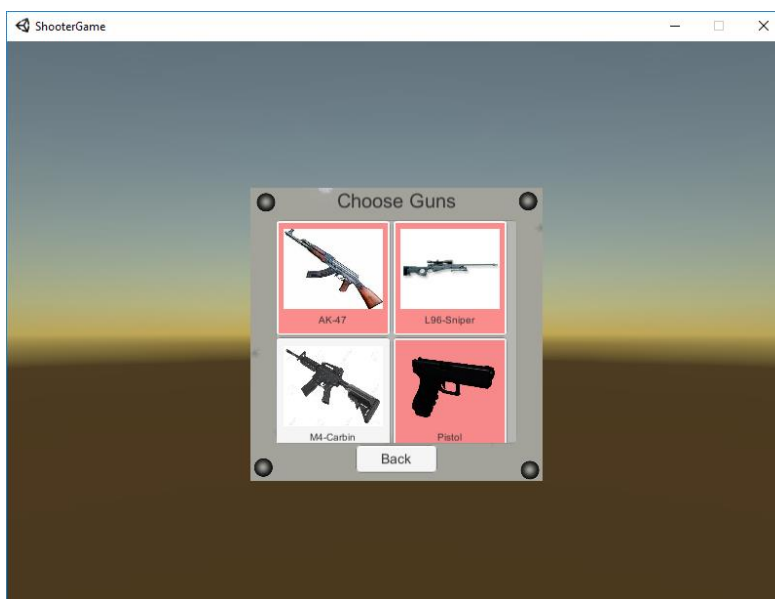 ShooterGame
Choose Guns
AK-47
L96-Sniper
M4-Carbin
Pistol
Back